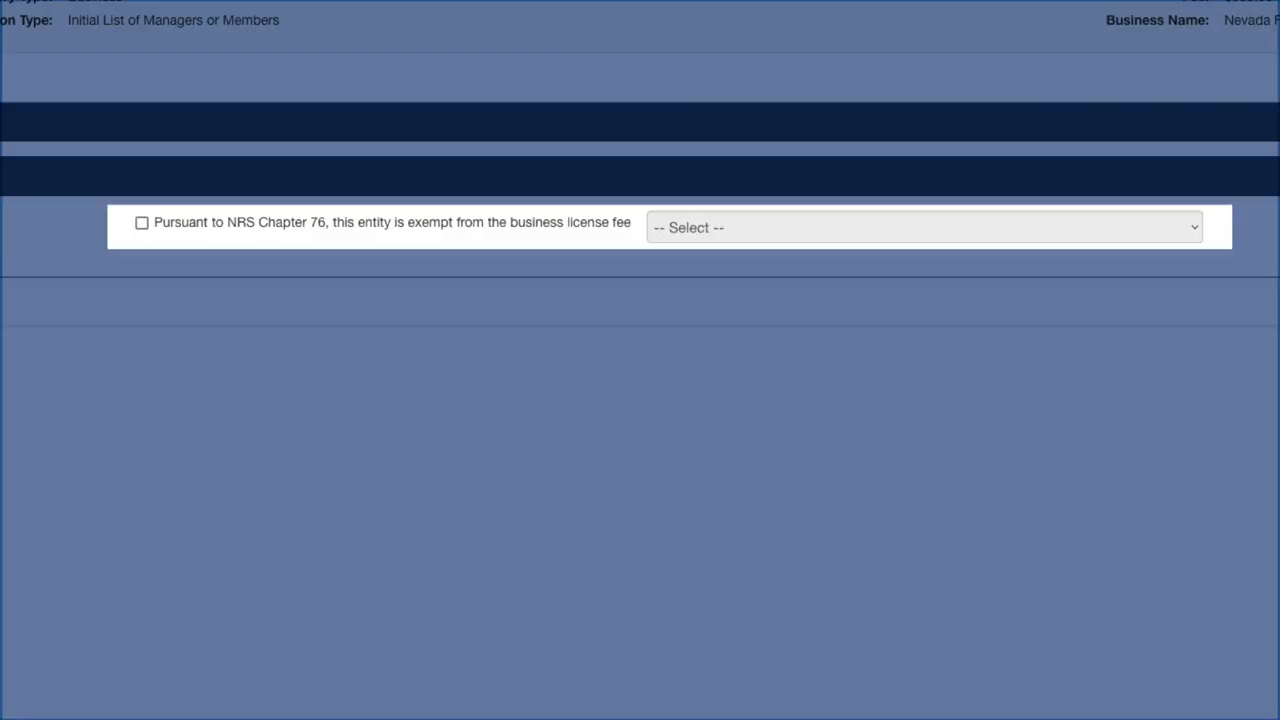 on Type: Initial List of Managers or Members
Business Name: Nevada
Pursuant to NRS Chapter 76, this entity is exempt from the business license fee
-- Select --